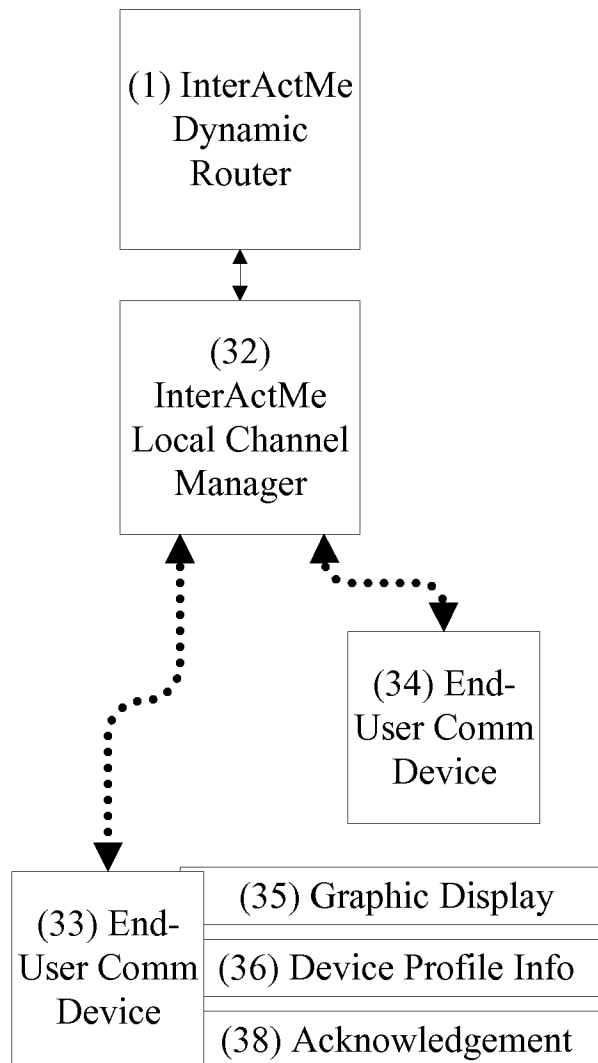 (1) InterActMe
Dynamic
Router
(32)
InterActMe
Local Channel
Manager
(34) End-
User Comm
Device
(33) End-
User Comm
Device
(35) Graphic Display
(36) Device Profile Info
(38) Acknowledgement